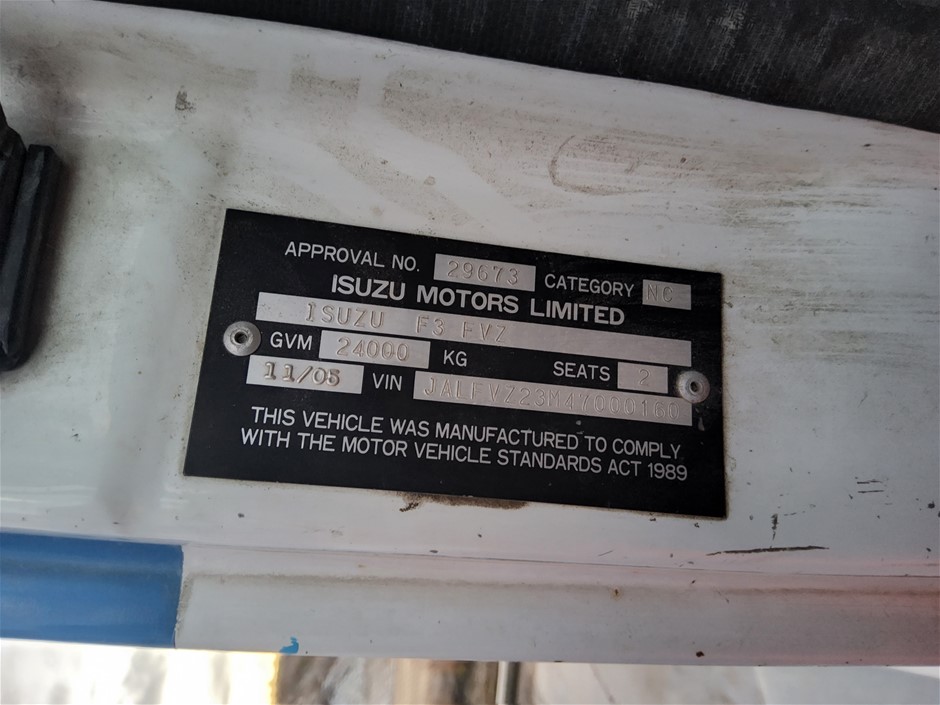 APPROVAL NO. 29673 CATEGORY NC
ISUZU MOTORS LIMITED
ISUZU F3 FVZ
GVM 24000 KG SEATS 2
11/05 VIN JALFVZ23M47000160
THIS VEHICLE WAS MANUFACTURED TO COMPLY
WITH THE MOTOR VEHICLE STANDARDS ACT 1989